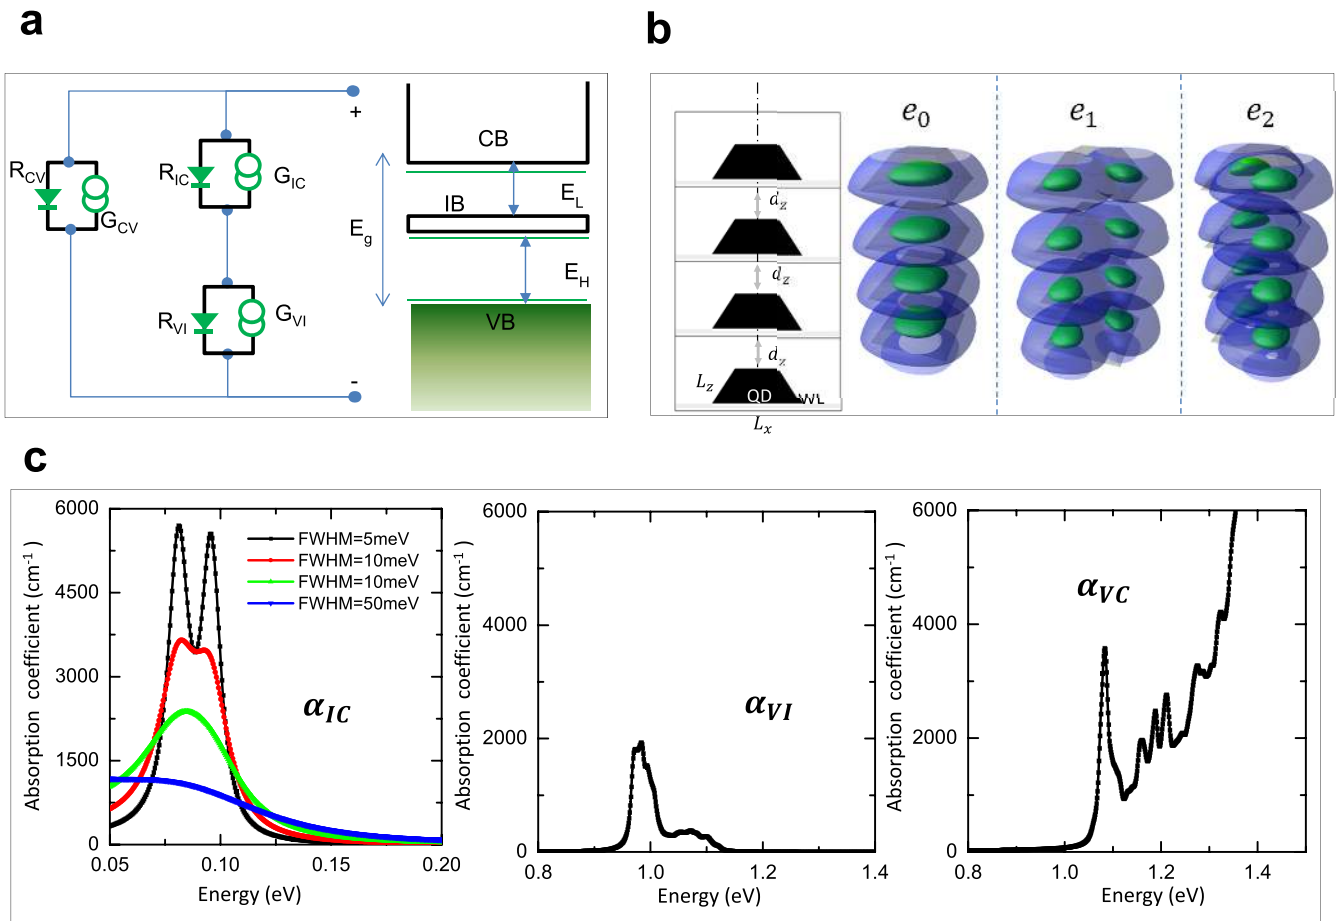 a
+
-
R_CV
G_CV
R_IC
G_IC
R_VI
G_VI
CB
IB
VB
E_g
E_L
E_H
b
d_z
d_z
d_z
L_z
QD
WL
L_x
e_0
e_1
e_2
c
Absorption coefficient (cm⁻¹)
6000
4500
3000
1500
0
FWHM=5meV
FWHM=10meV
FWHM=10meV
FWHM=50meV
α_IC
0.05
0.10
0.15
0.20
Energy (eV)
Absorption coefficient (cm⁻¹)
6000
4000
2000
0
α_VI
0.8
1.0
1.2
1.4
Energy (eV)
Absorption coefficient (cm⁻¹)
6000
4000
2000
0
α_VC
0.8
1.0
1.2
1.4
Energy (eV)